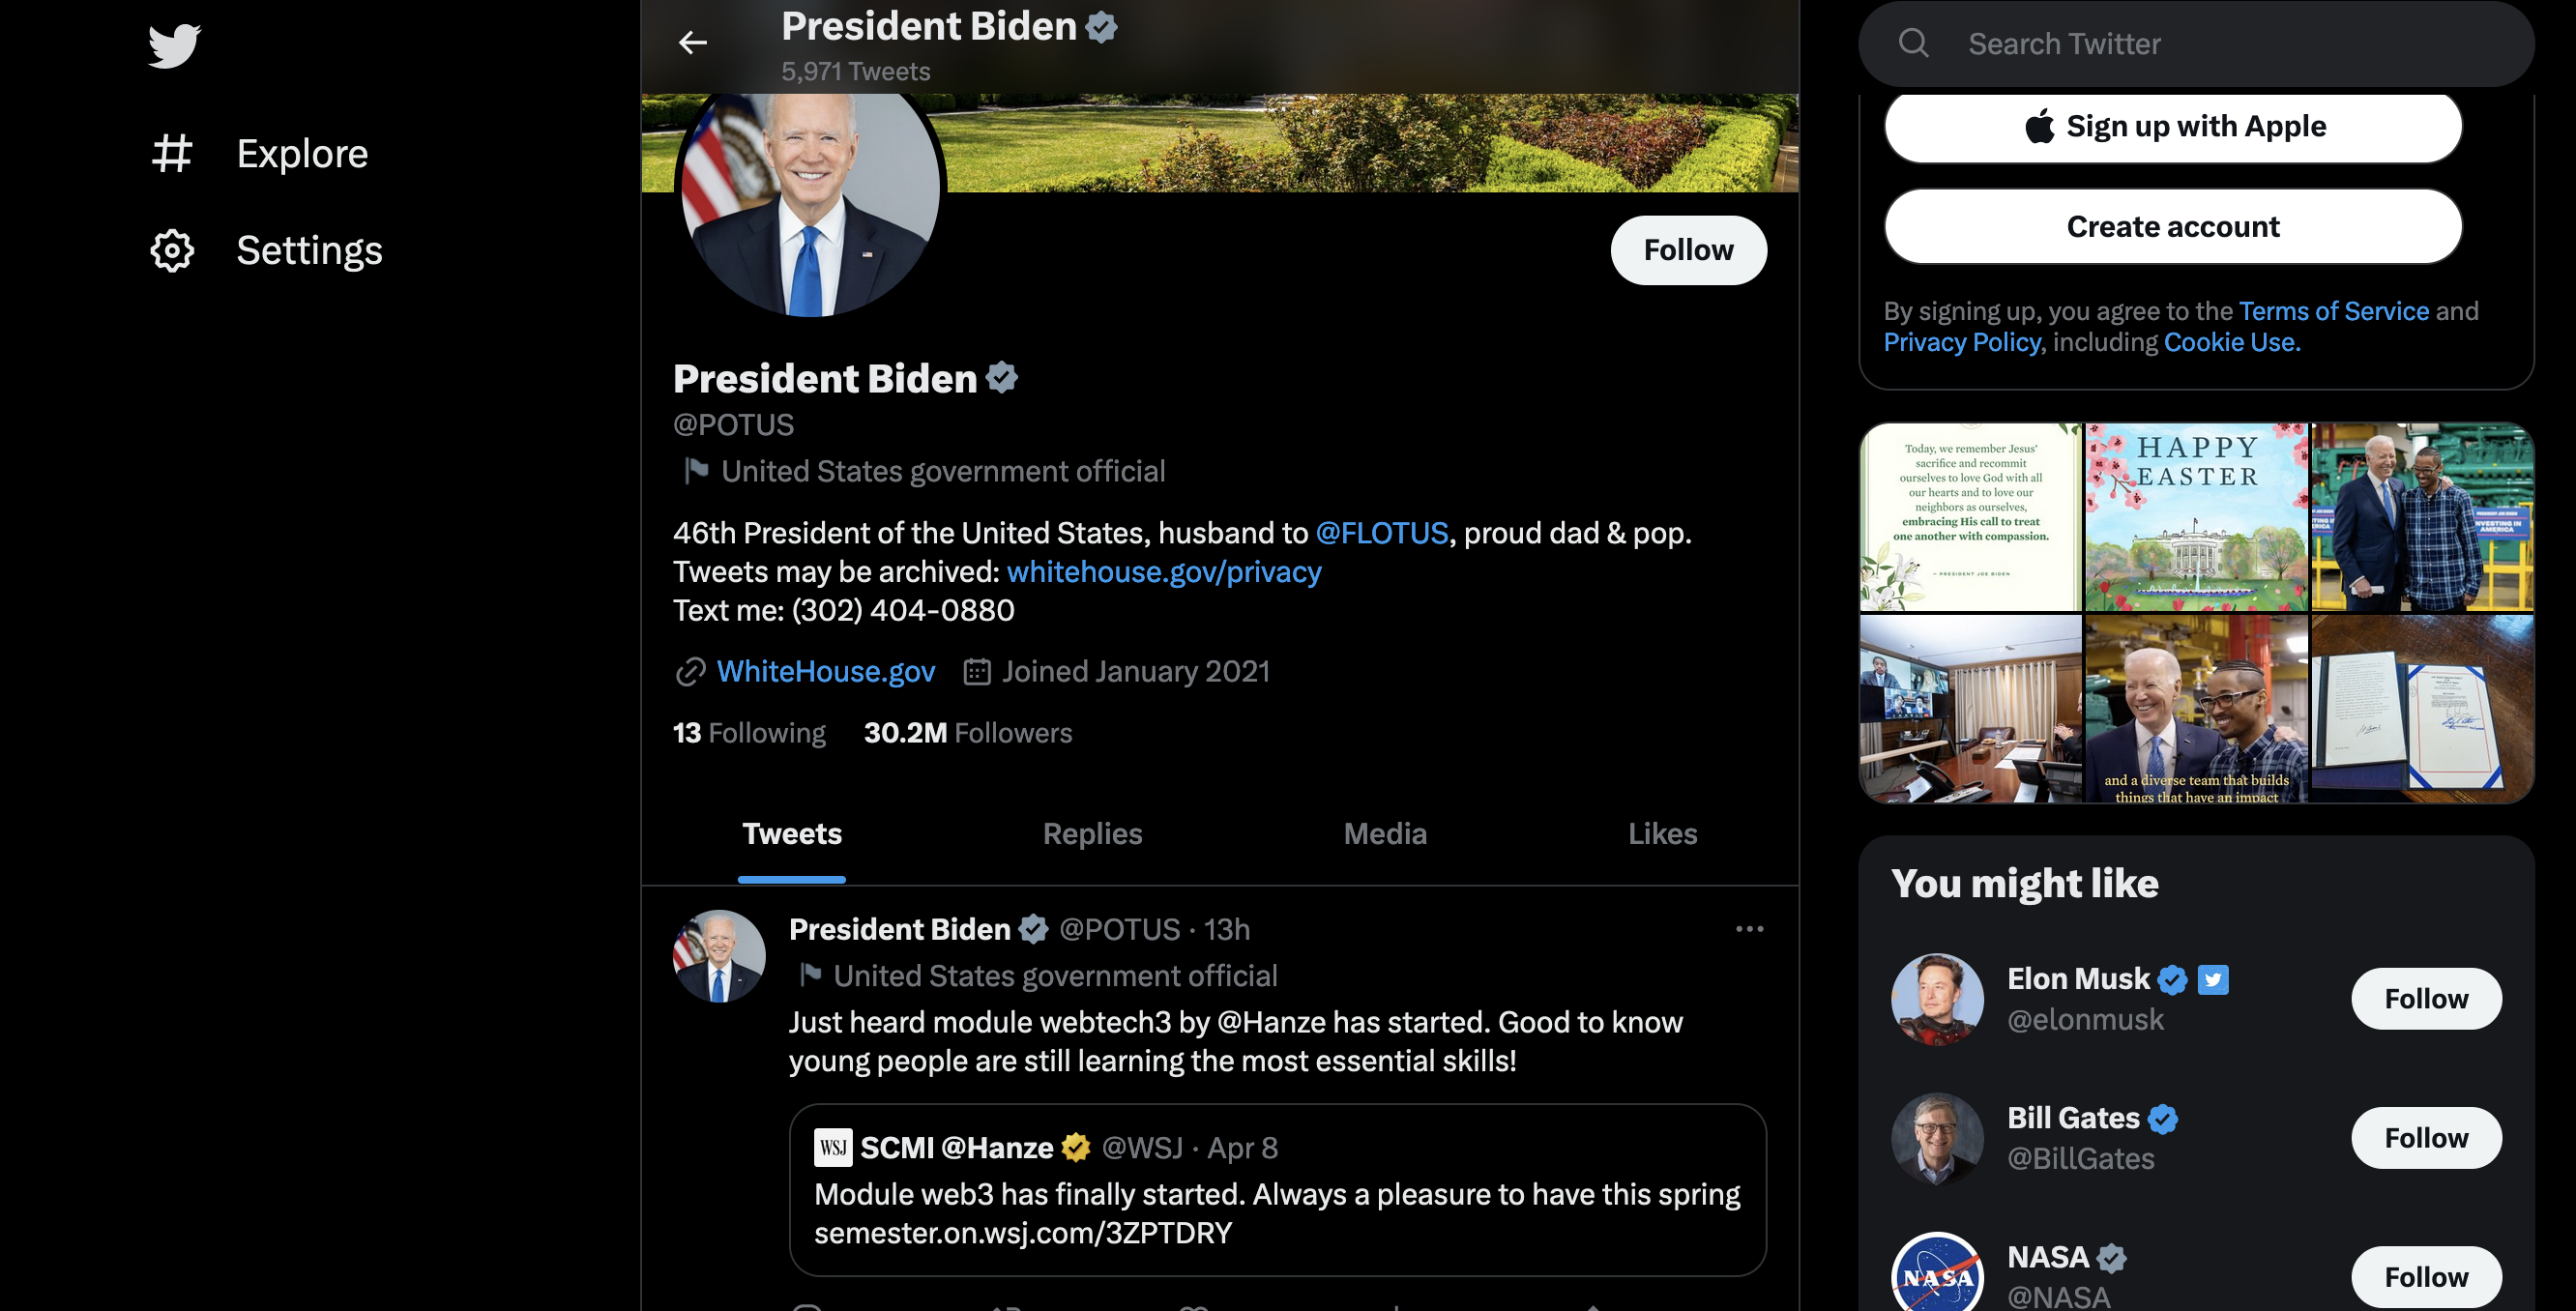 Explore
Settings
President Biden
5,971 Tweets
Follow
President Biden
@POTUS
United States government official
46th President of the United States, husband to @FLOTUS, proud dad & pop.
Tweets may be archived: whitehouse.gov/privacy
Text me: (302) 404-0880
WhiteHouse.gov Joined January 2021
13 Following 30.2M Followers
Tweets Replies Media Likes
President Biden @POTUS · 13h
United States government official
Just heard module webtech3 by @Hanze has started. Good to know
young people are still learning the most essential skills!
WSJ SCMI @Hanze @WSJ · Apr 8
Module web3 has finally started. Always a pleasure to have this spring
semester.on.wsj.com/3ZPTDRY
Search Twitter
Sign up with Apple
Create account
By signing up, you agree to the Terms of Service and
Privacy Policy, including Cookie Use.
Today, we remember Jesus'
sacrifice and recommit
ourselves to love God with all
our hearts and to love our
neighbors as ourselves,
embracing His call to treat
one another with compassion.
– PRESIDENT JOE BIDEN
HAPPY
EASTER
INVESTING IN
AMERICA
and a diverse team that builds
things that have an impact
You might like
Elon Musk
@elonmusk
Follow
Bill Gates
@BillGates
Follow
NASA
NASA
@NASA
Follow